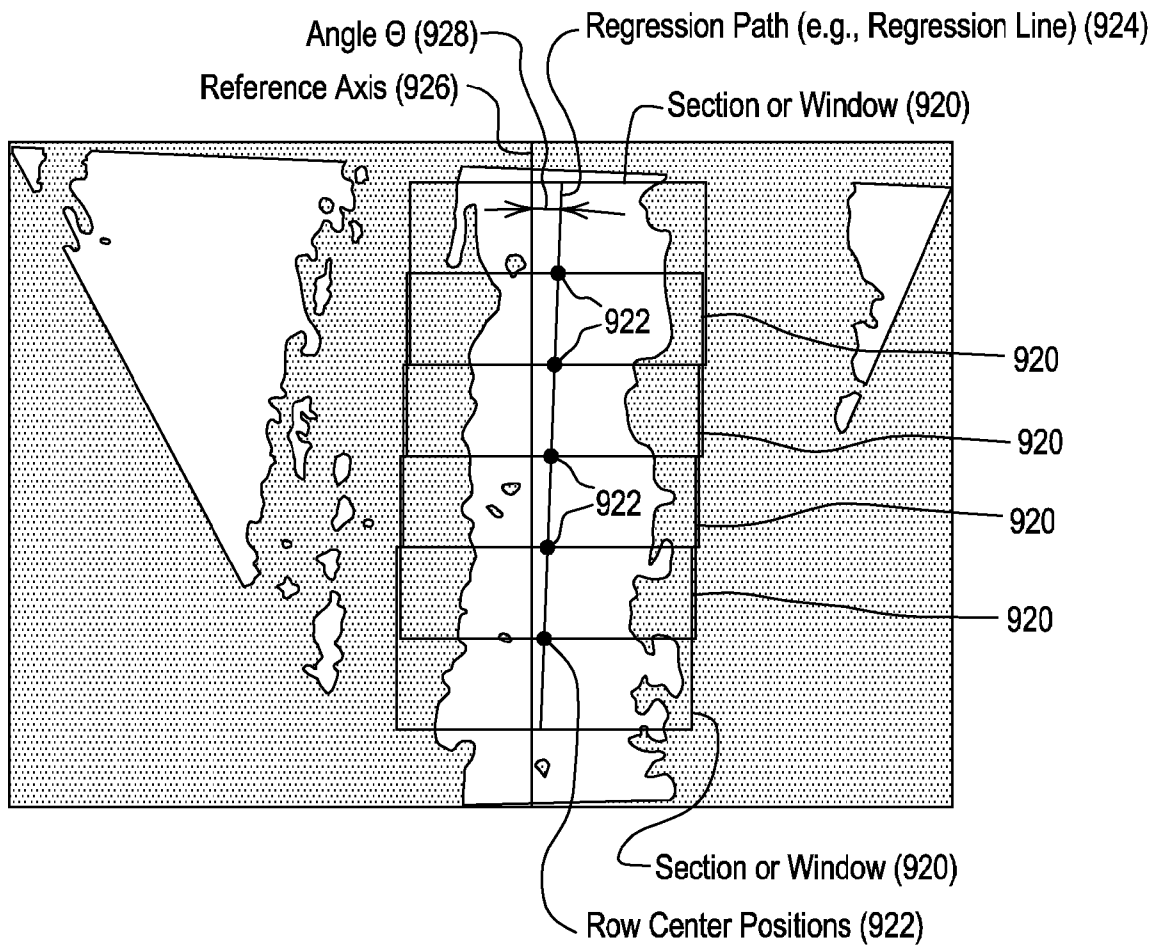 Angle Θ (928)
Regression Path (e.g., Regression Line) (924)
Reference Axis (926)
Section or Window (920)
922
920
920
922
920
920
Section or Window (920)
Row Center Positions (922)